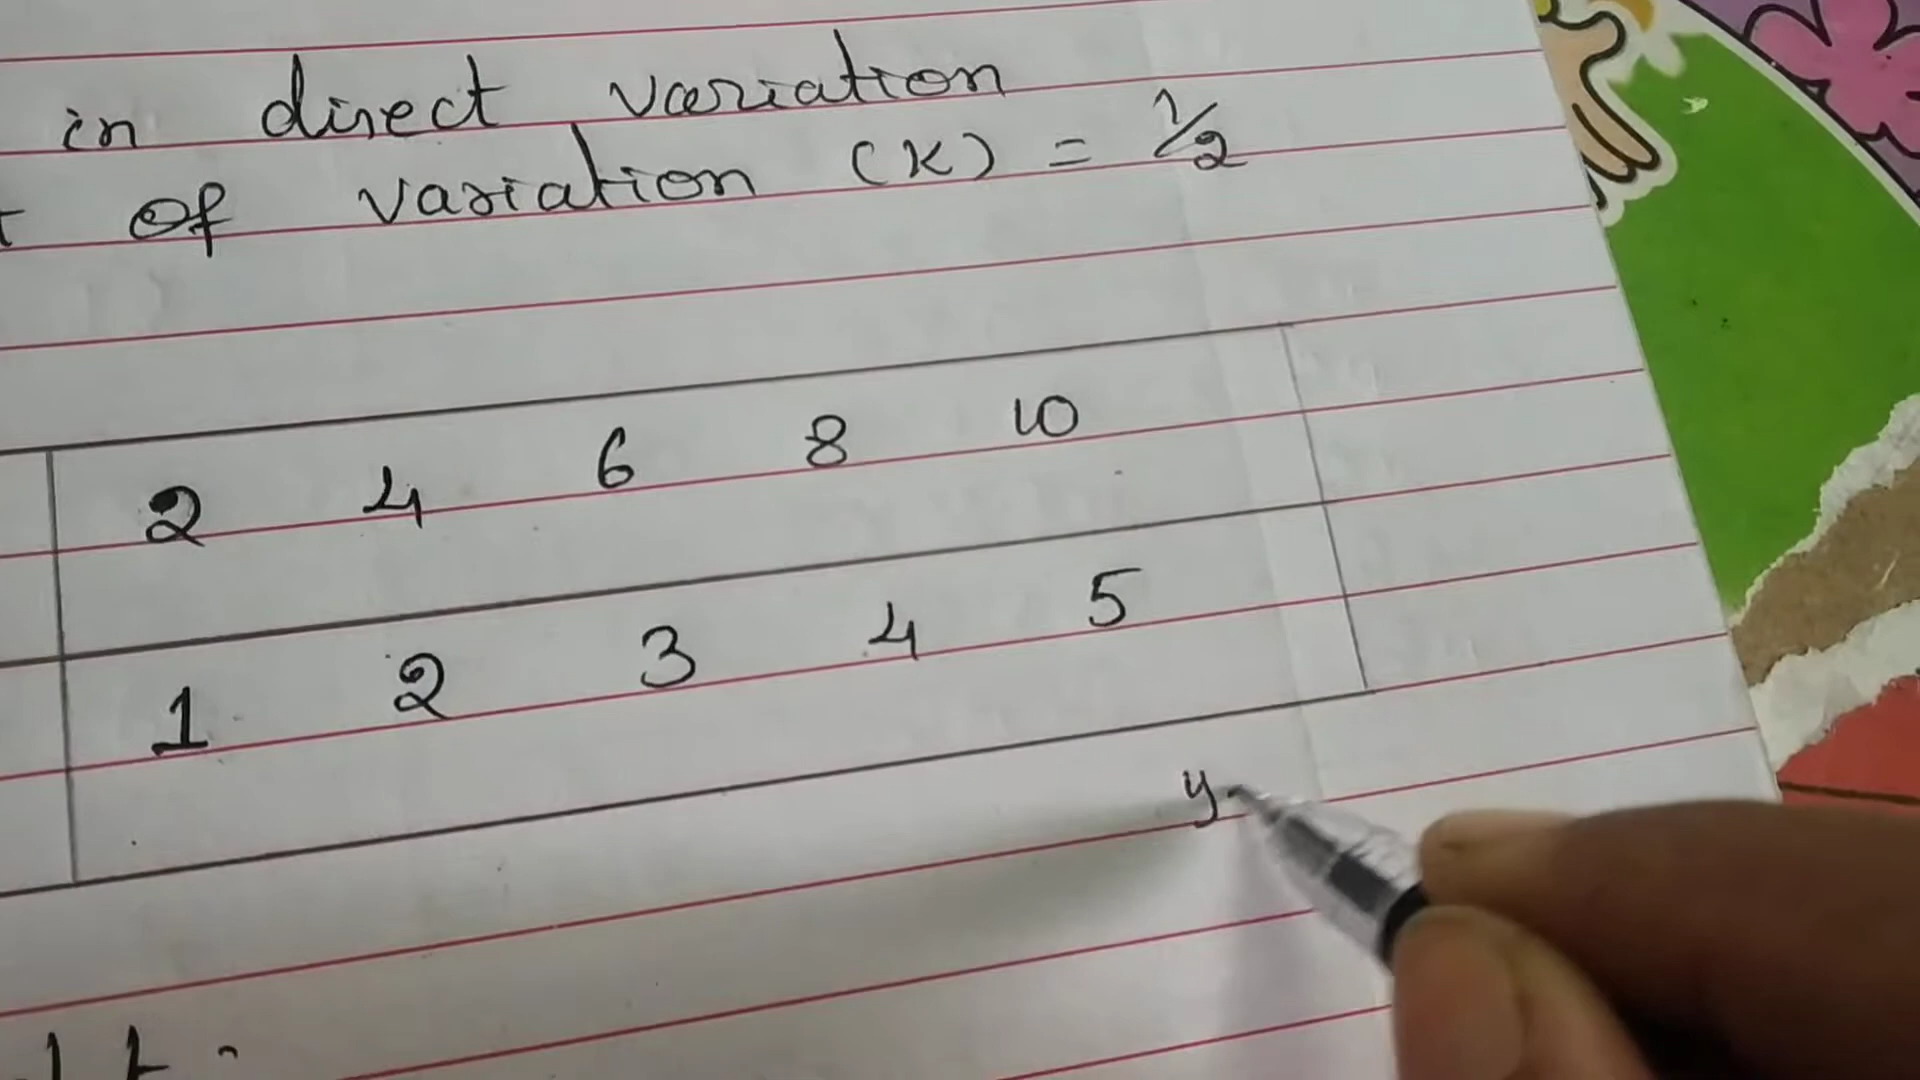 in direct variation
of variation (K) = 1/2
2 4 6 8 10
1 2 3 4 5
y